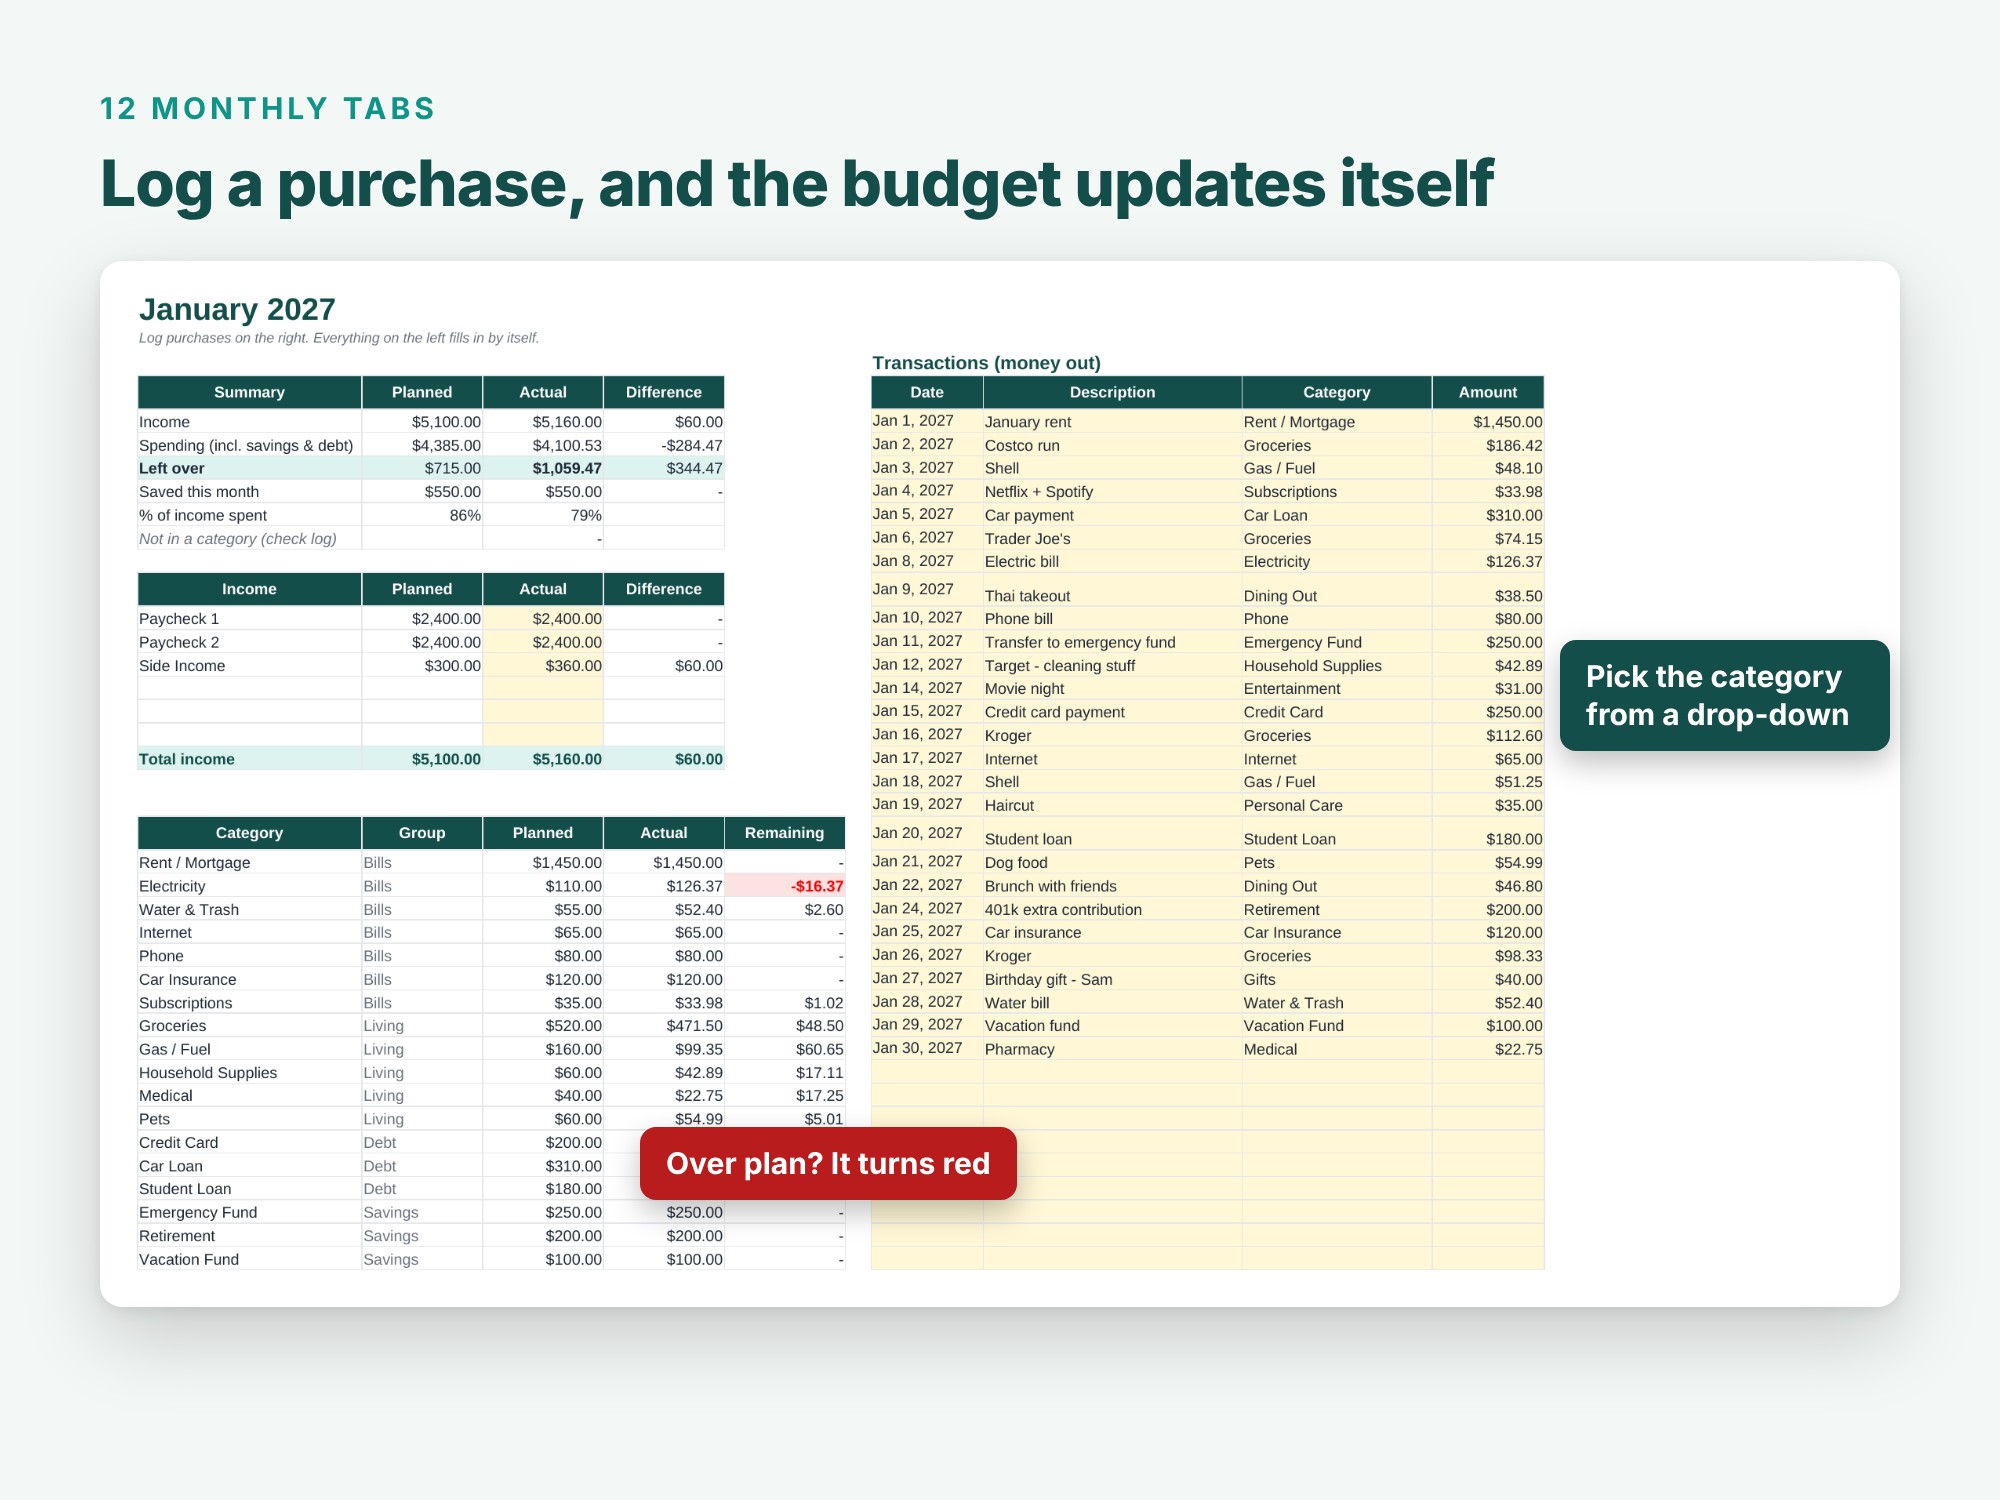 12 MONTHLY TABS
Log a purchase, and the budget updates itself
January 2027
Log purchases on the right. Everything on the left fills in by itself.
Summary Planned Actual Difference
Income $5,100.00 $5,160.00 $60.00
Spending (incl. savings & debt) $4,385.00 $4,100.53 -$284.47
Left over $715.00 $1,059.47 $344.47
Saved this month $550.00 $550.00 -
% of income spent 86% 79%
Not in a category (check log) -
Income Planned Actual Difference
Paycheck 1 $2,400.00 $2,400.00 -
Paycheck 2 $2,400.00 $2,400.00 -
Side Income $300.00 $360.00 $60.00
Total income $5,100.00 $5,160.00 $60.00
Category Group Planned Actual Remaining
Rent / Mortgage Bills $1,450.00 $1,450.00 -
Electricity Bills $110.00 $126.37 -$16.37
Water & Trash Bills $55.00 $52.40 $2.60
Internet Bills $65.00 $65.00 -
Phone Bills $80.00 $80.00 -
Car Insurance Bills $120.00 $120.00 -
Subscriptions Bills $35.00 $33.98 $1.02
Groceries Living $520.00 $471.50 $48.50
Gas / Fuel Living $160.00 $99.35 $60.65
Household Supplies Living $60.00 $42.89 $17.11
Medical Living $40.00 $22.75 $17.25
Pets Living $60.00 $54.99 $5.01
Credit Card Debt $200.00
Car Loan Debt $310.00
Student Loan Debt $180.00
Emergency Fund Savings $250.00 $250.00 -
Retirement Savings $200.00 $200.00 -
Vacation Fund Savings $100.00 $100.00 -
Over plan? It turns red
Transactions (money out)
Date Description Category Amount
Jan 1, 2027 January rent Rent / Mortgage $1,450.00
Jan 2, 2027 Costco run Groceries $186.42
Jan 3, 2027 Shell Gas / Fuel $48.10
Jan 4, 2027 Netflix + Spotify Subscriptions $33.98
Jan 5, 2027 Car payment Car Loan $310.00
Jan 6, 2027 Trader Joe's Groceries $74.15
Jan 8, 2027 Electric bill Electricity $126.37
Jan 9, 2027 Thai takeout Dining Out $38.50
Jan 10, 2027 Phone bill Phone $80.00
Jan 11, 2027 Transfer to emergency fund Emergency Fund $250.00
Jan 12, 2027 Target - cleaning stuff Household Supplies $42.89
Jan 14, 2027 Movie night Entertainment $31.00
Jan 15, 2027 Credit card payment Credit Card $250.00
Jan 16, 2027 Kroger Groceries $112.60
Jan 17, 2027 Internet Internet $65.00
Jan 18, 2027 Shell Gas / Fuel $51.25
Jan 19, 2027 Haircut Personal Care $35.00
Jan 20, 2027 Student loan Student Loan $180.00
Jan 21, 2027 Dog food Pets $54.99
Jan 22, 2027 Brunch with friends Dining Out $46.80
Jan 24, 2027 401k extra contribution Retirement $200.00
Jan 25, 2027 Car insurance Car Insurance $120.00
Jan 26, 2027 Kroger Groceries $98.33
Jan 27, 2027 Birthday gift - Sam Gifts $40.00
Jan 28, 2027 Water bill Water & Trash $52.40
Jan 29, 2027 Vacation fund Vacation Fund $100.00
Jan 30, 2027 Pharmacy Medical $22.75
Pick the category
from a drop-down